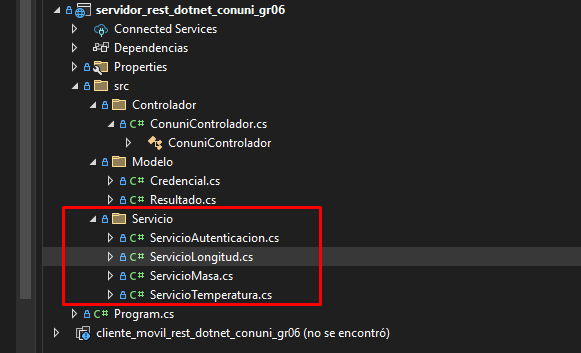 servidor_rest_dotnet_conuni_gr06
Connected Services
Dependencias
Properties
src
Controlador
C# ConuniControlador.cs
ConuniControlador
Modelo
C# Credencial.cs
C# Resultado.cs
Servicio
C# ServicioAutenticacion.cs
C# ServicioLongitud.cs
C# ServicioMasa.cs
C# ServicioTemperatura.cs
C# Program.cs
cliente_movil_rest_dotnet_conuni_gr06 (no se encontró)